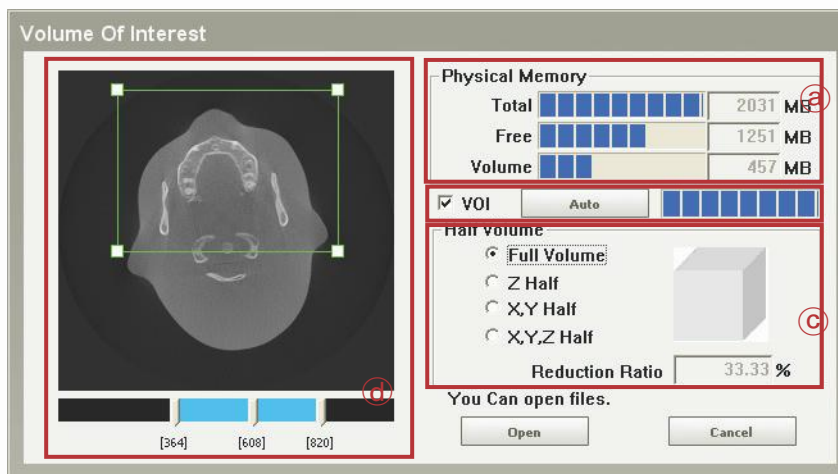 Volume Of Interest
Physical Memory
Total 2031 MB
Free 1251 MB
Volume 457 MB
ⓐ
VOI Auto
Half Volume
Full Volume
Z Half
X,Y Half
X,Y,Z Half
ⓒ
Reduction Ratio 33.33 %
ⓓ
[364] [608] [820]
You Can open files.
Open Cancel